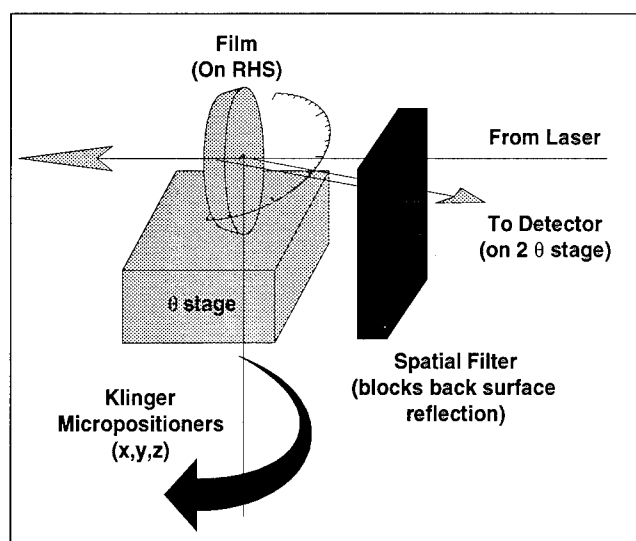 Film
(On RHS)
From Laser
To Detector
(on 2 θ stage)
θ stage
Spatial Filter
(blocks back surface
reflection)
Klinger
Micropositioners
(x,y,z)